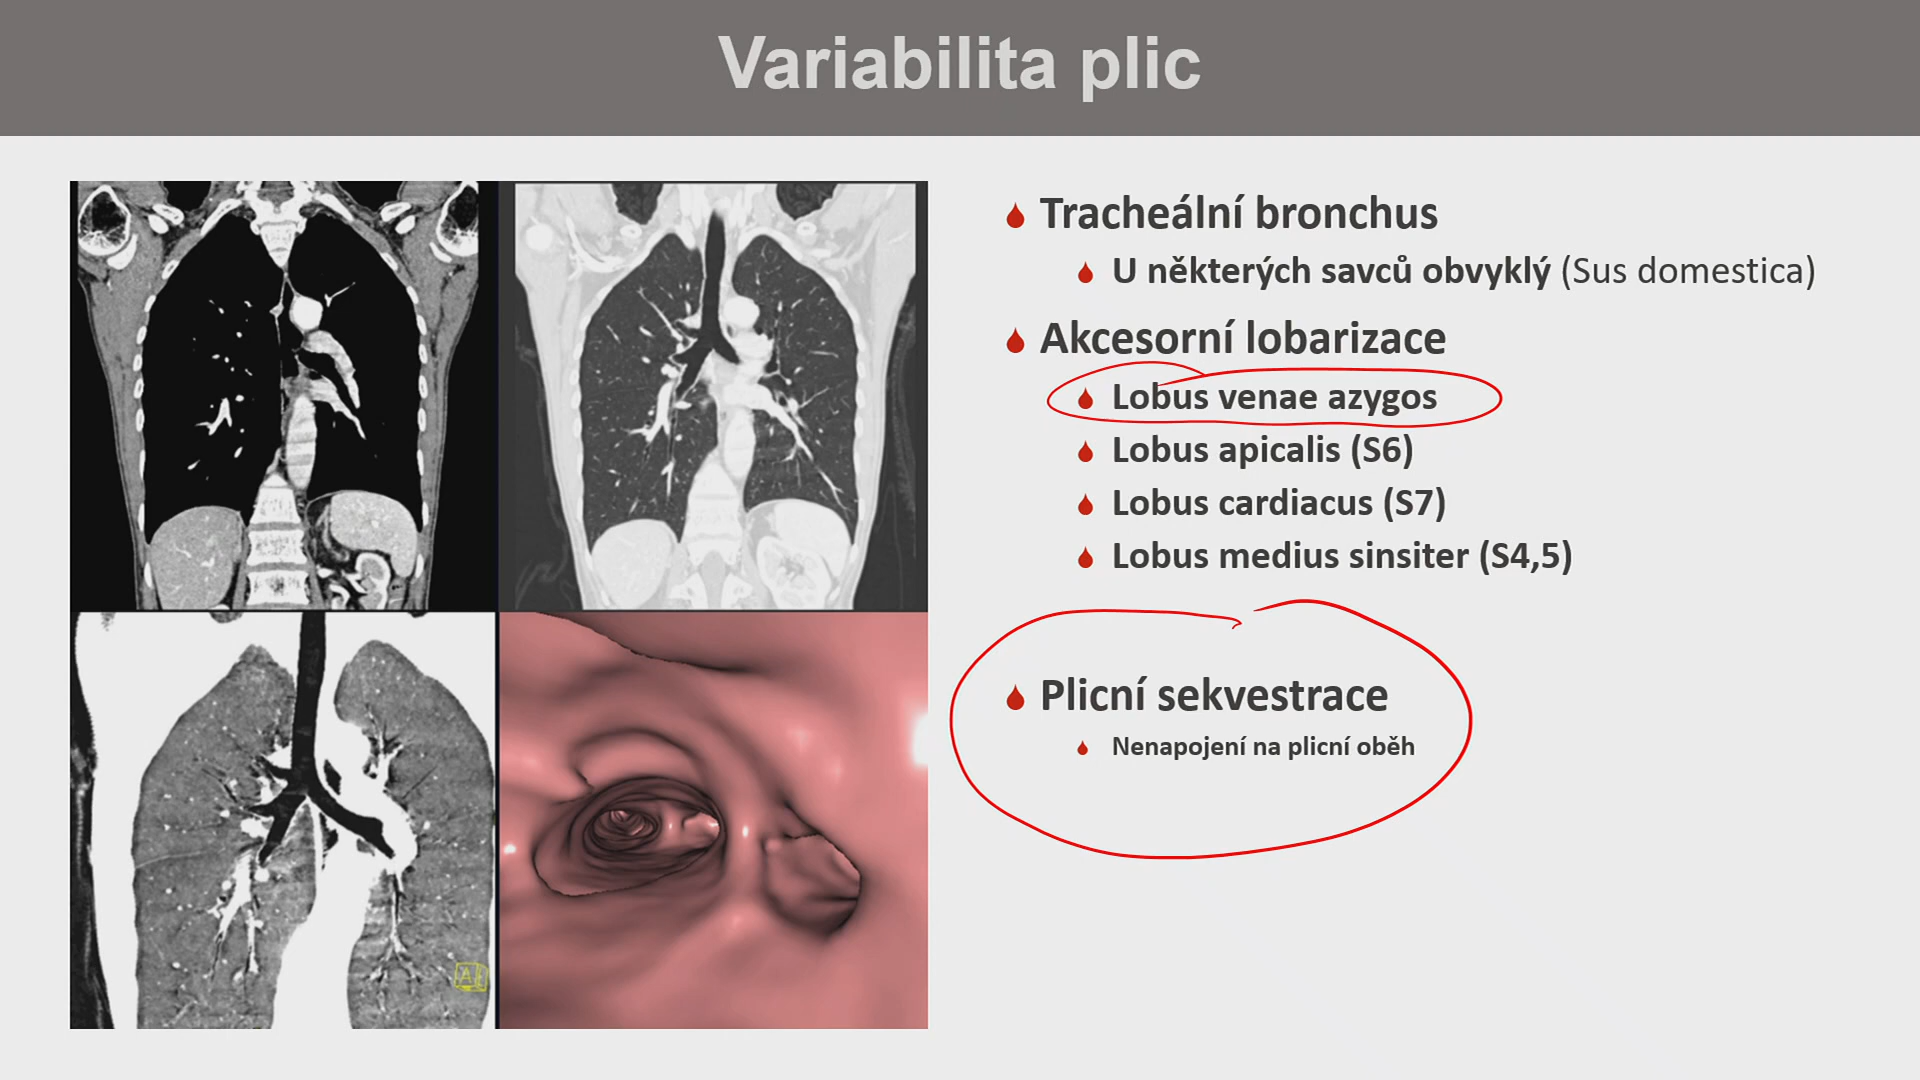 Variabilita plic
Tracheální bronchus
U některých savců obvyklý (Sus domestica)
Akcesorní lobarizace
Lobus venae azygos
Lobus apicalis (S6)
Lobus cardiacus (S7)
Lobus medius sinsiter (S4,5)
Plicní sekvestrace
Nenapojení na plicní oběh
A